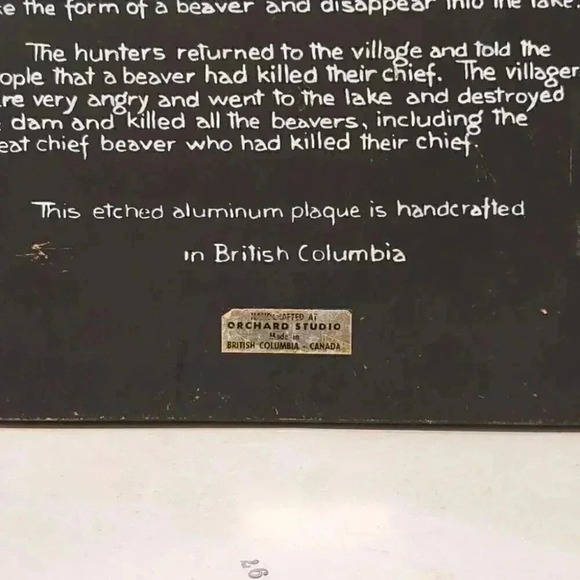 the form of a beaver and disappear into the lake.
The hunters returned to the village and told the
ople that a beaver had killed their chief. The villager
re very angry and went to the lake and destroyed
dam and killed all the beavers, including the
eat chief beaver who had killed their chief.
This etched aluminum plaque is handcrafted
in British Columbia
HANDCRAFTED AT
ORCHARD STUDIO
Made in
BRITISH COLUMBIA - CANADA
26